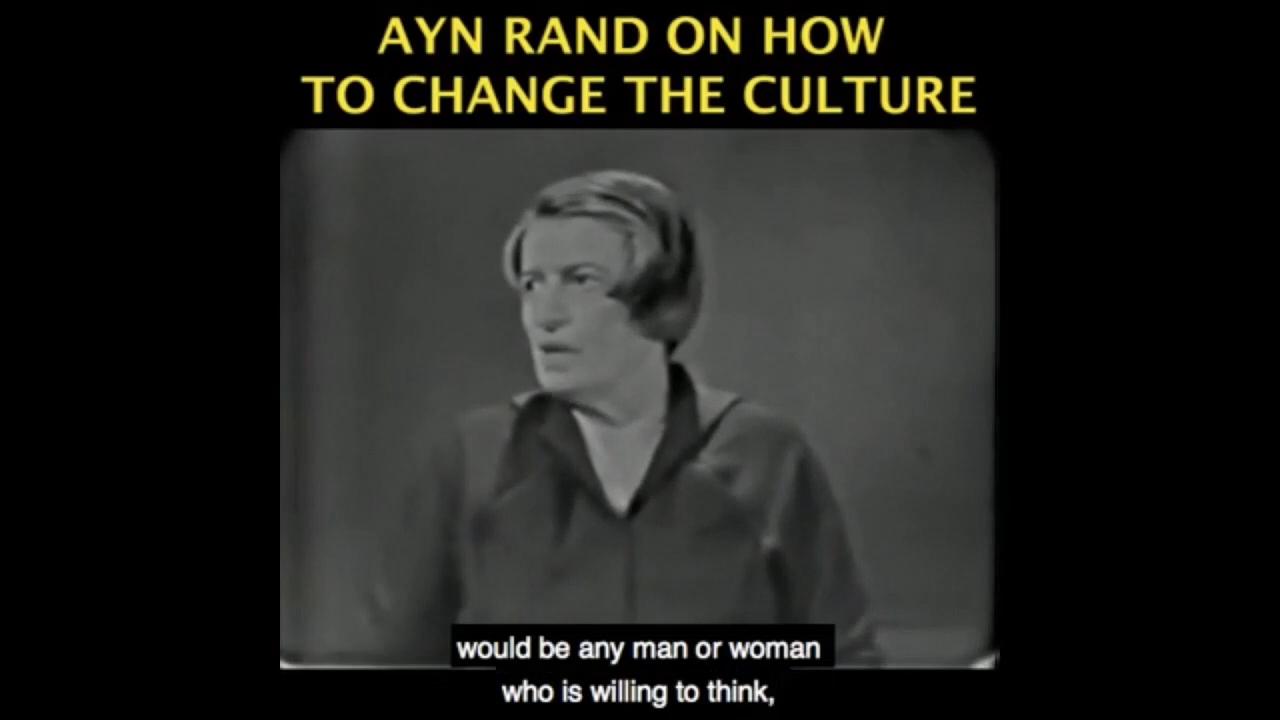 AYN RAND ON HOW
TO CHANGE THE CULTURE
would be any man or woman
who is willing to think,